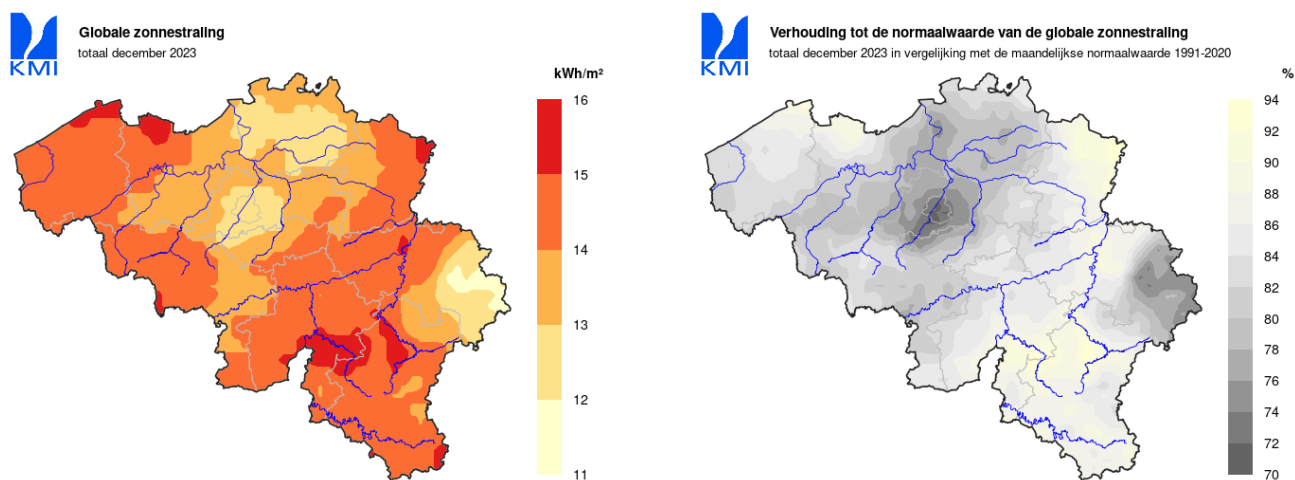 KMI
Globale zonnestraling
totaal december 2023
kWh/m²
16
15
14
13
12
11
KMI
Verhouding tot de normaalwaarde van de globale zonnestraling
totaal december 2023 in vergelijking met de maandelijkse normaalwaarde 1991-2020
%
94
92
90
88
86
84
82
80
78
76
74
72
70